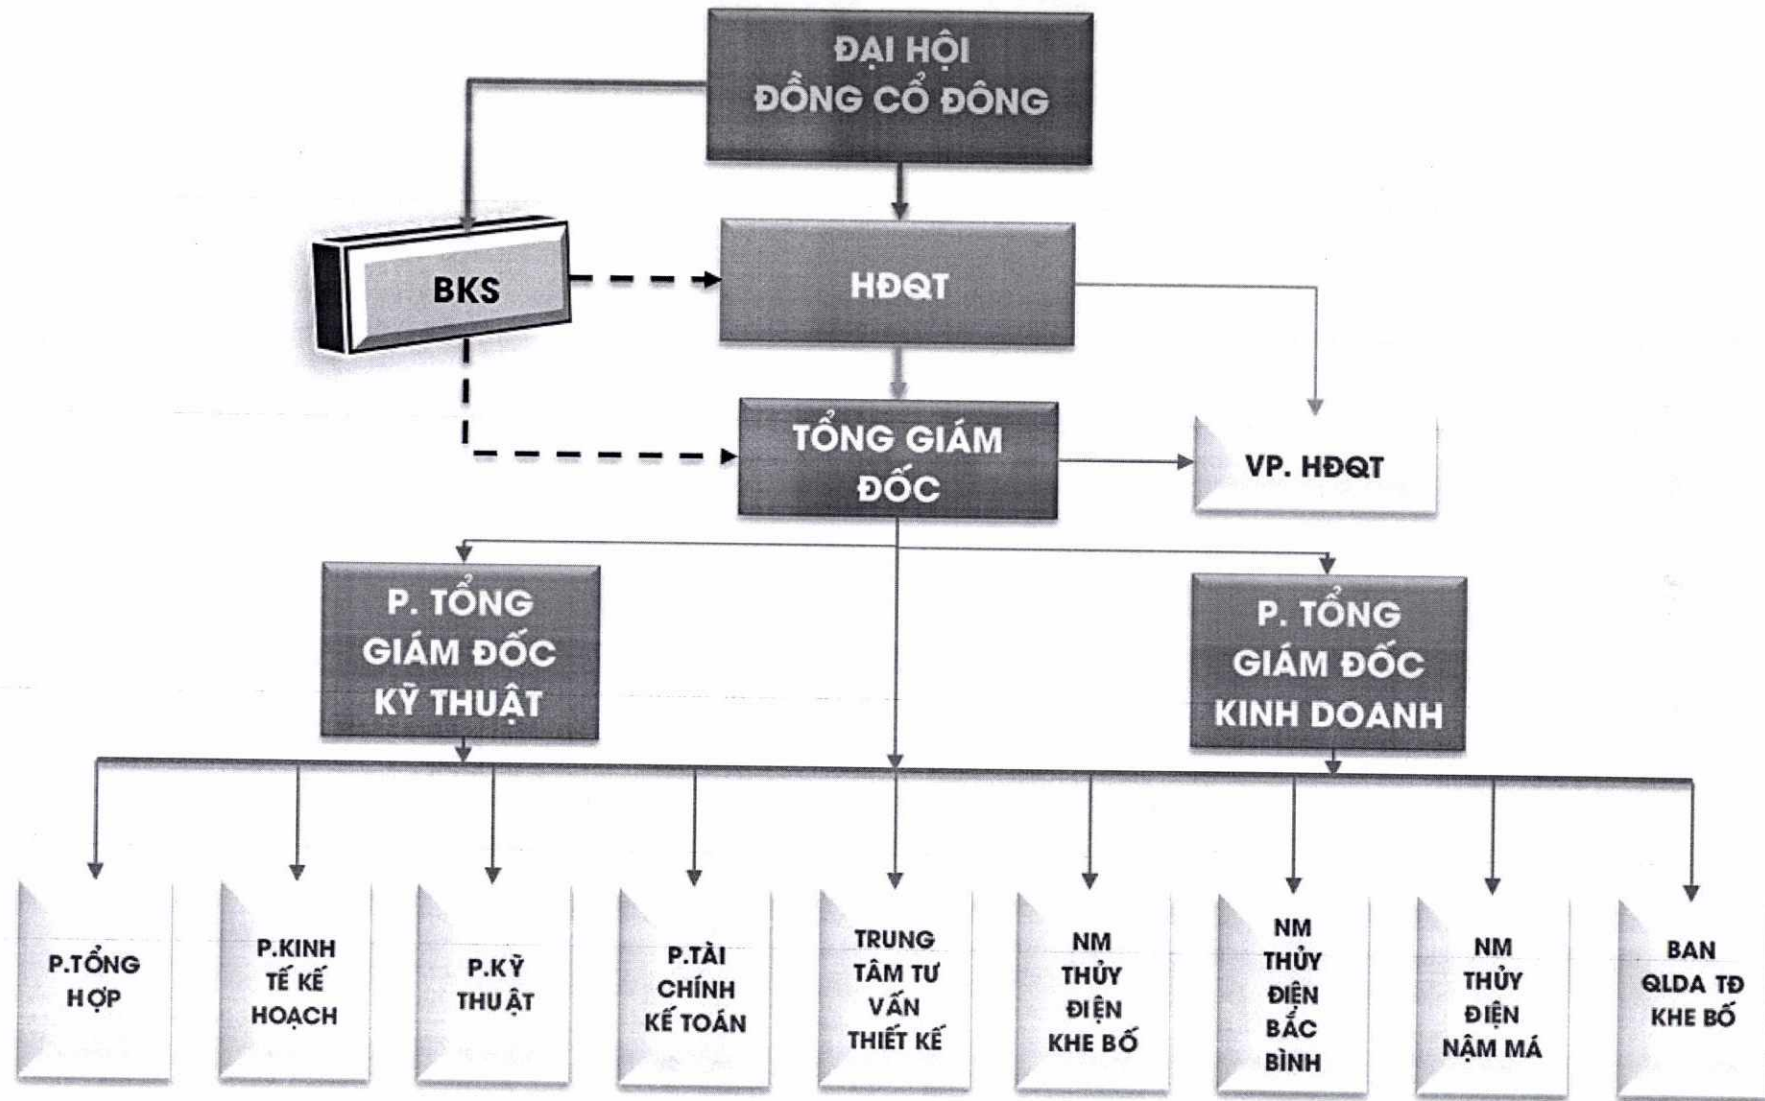 ĐẠI HỘI
ĐỒNG CỔ ĐÔNG
BKS
HĐQT
TỔNG GIÁM
ĐỐC
VP. HĐQT
P. TỔNG
GIÁM ĐỐC
KỸ THUẬT
P. TỔNG
GIÁM ĐỐC
KINH DOANH
P.TỔNG
HỢP
P.KINH
TẾ KẾ
HOẠCH
P.KỸ
THUẬT
P.TÀI
CHÍNH
KẾ TOÁN
TRUNG
TÂM TƯ
VẤN
THIẾT KẾ
NM
THỦY
ĐIỆN
KHE BỐ
NM
THỦY
ĐIỆN
BẮC
BÌNH
NM
THỦY
ĐIỆN
NẬM MÁ
BAN
QLDA TĐ
KHE BỐ